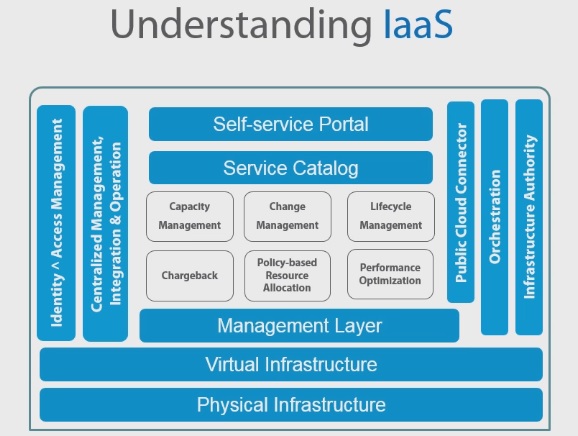 Understanding IaaS
Identity ^ Access Management
Centralized Management,
Integration & Operation
Self-service Portal
Service Catalog
Capacity
Management
Change
Management
Lifecycle
Management
Chargeback
Policy-based
Resource
Allocation
Performance
Optimization
Management Layer
Public Cloud Connector
Orchestration
Infrastructure Authority
Virtual Infrastructure
Physical Infrastructure